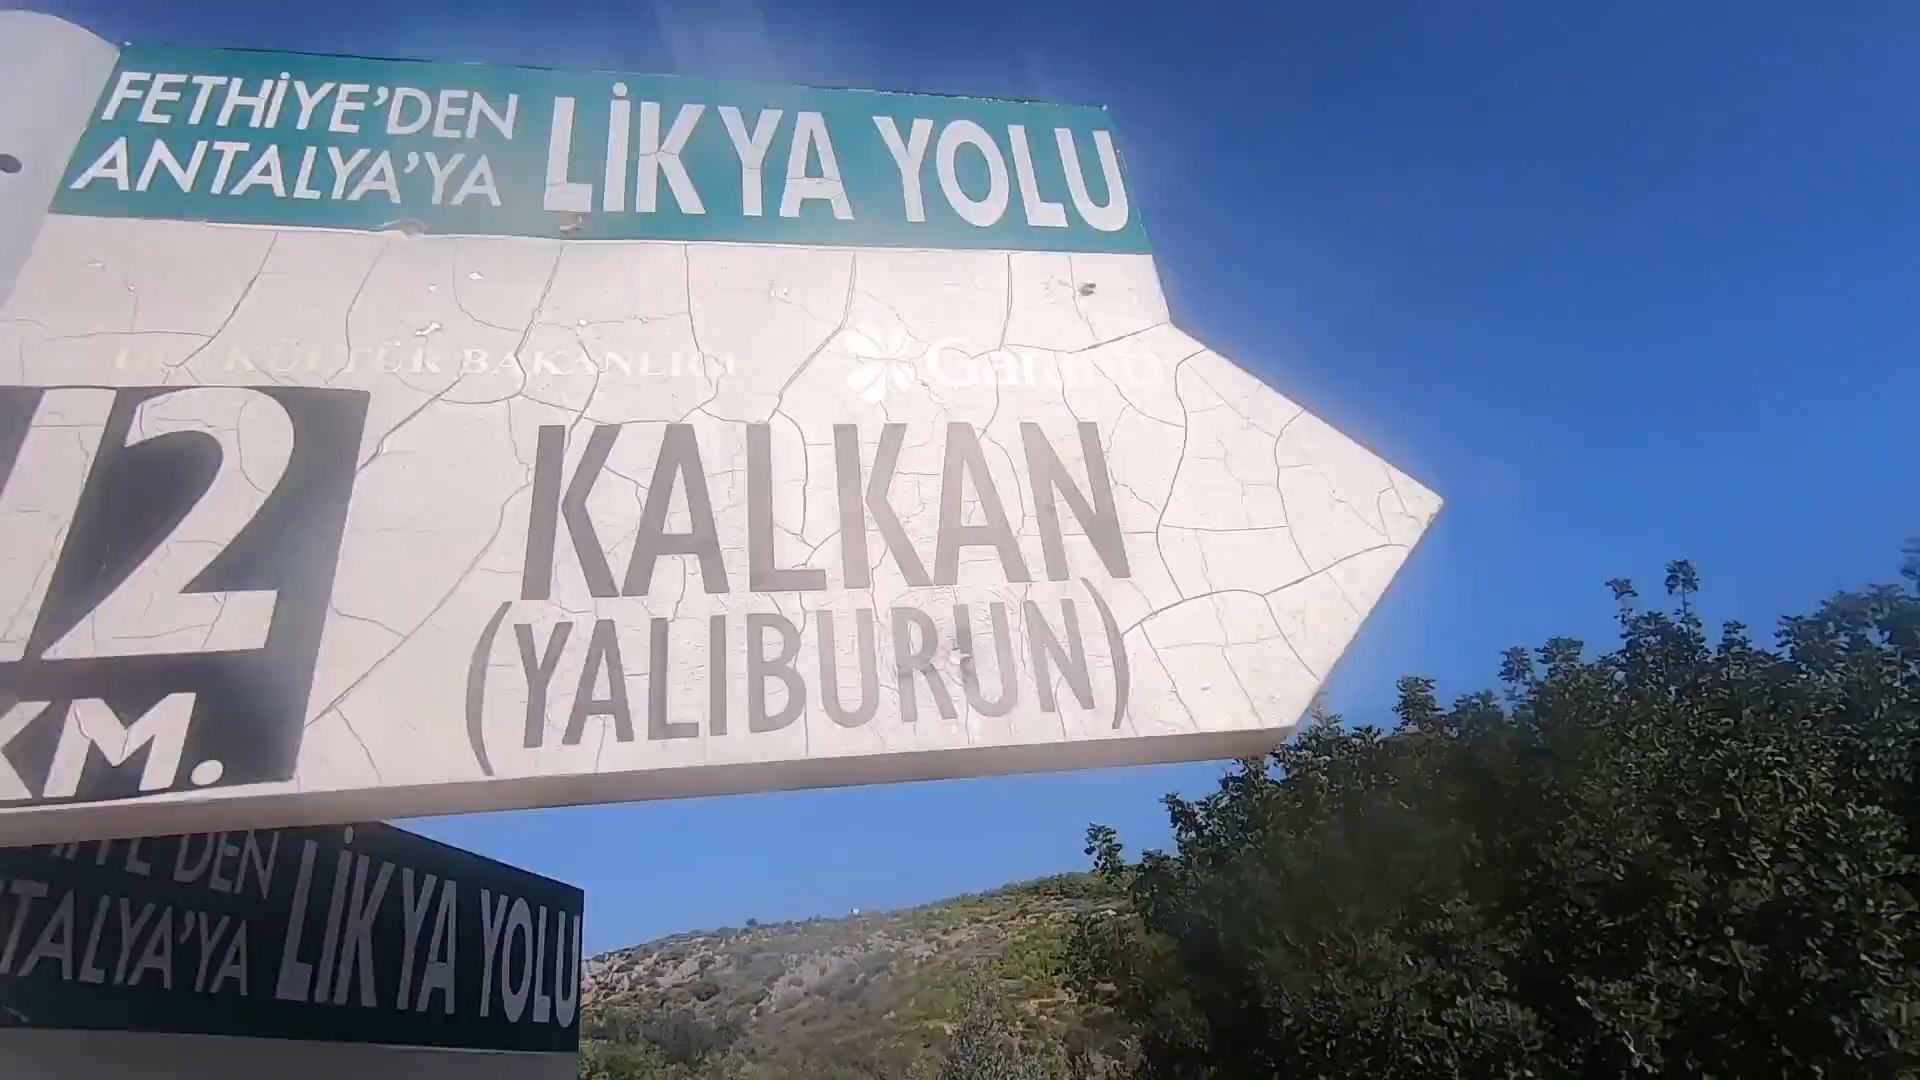 FETHİYE'DEN
ANTALYA'YA
LİKYA YOLU
KÜLTÜR BAKANLIĞI
Garanti
12
KM.
KALKAN
(YALIBURUN)
DEN
TALYA'YA
LİKYA YOLU